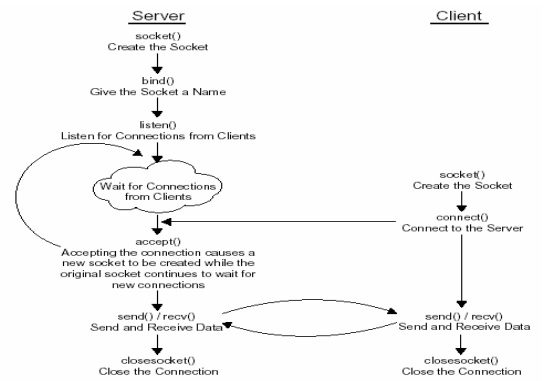 Server
socket()
Create the Socket
bind()
Give the Socket a Name
listen()
Listen for Connections from Clients
Wait for Connections
from Clients
accept()
Accepting the connection causes a
new socket to be created while the
original socket continues to wait for
new connections
send() / recv()
Send and Receive Data
closesocket()
Close the Connection
Client
socket()
Create the Socket
connect()
Connect to the Server
send() / recv()
Send and Receive Data
closesocket()
Close the Connection